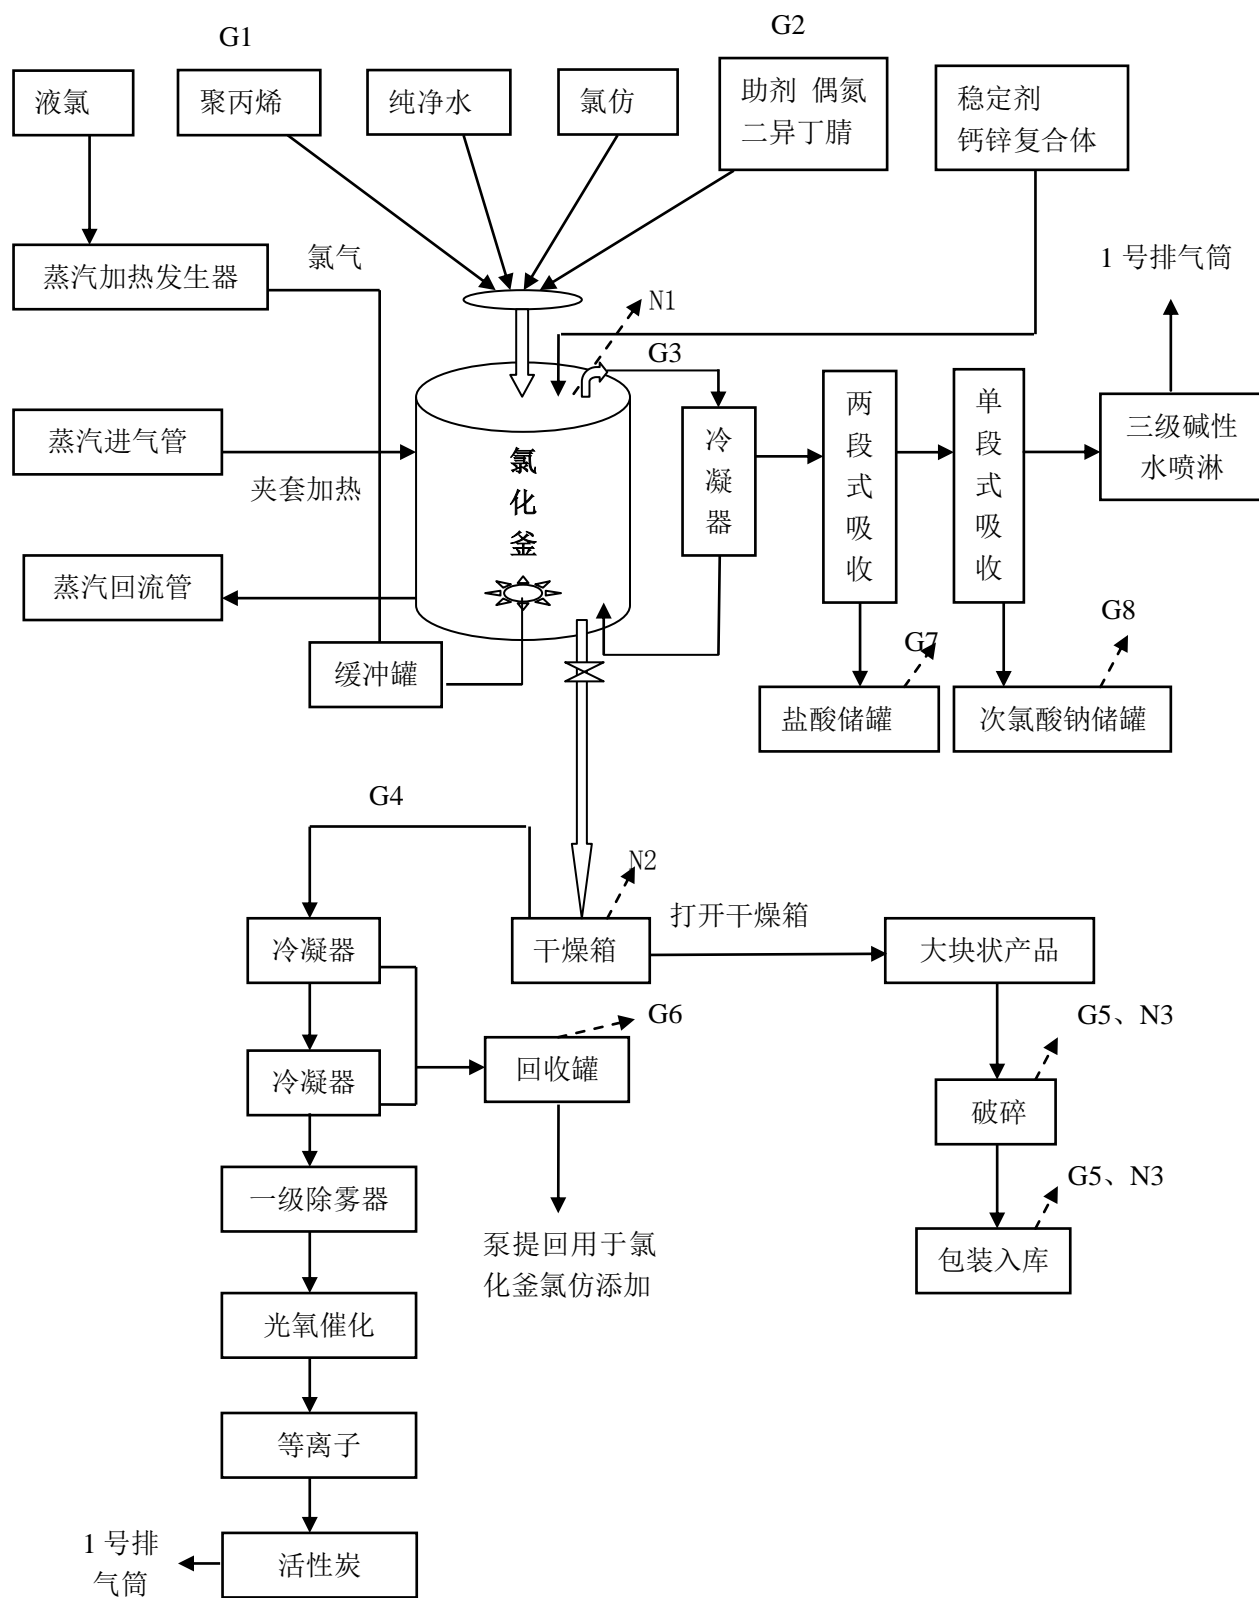 G1
G2
液氯
聚丙烯
纯净水
氯仿
助剂 偶氮
二异丁腈
稳定剂
钙锌复合体
蒸汽加热发生器
氯气
1 号排气筒
N1
G3
蒸汽进气管
夹套加热
氯化釜
冷凝器
两段式吸收
单段式吸收
三级碱性
水喷淋
蒸汽回流管
缓冲罐
G7
G8
盐酸储罐
次氯酸钠储罐
G4
N2
冷凝器
干燥箱
打开干燥箱
大块状产品
G6
G5、N3
冷凝器
回收罐
破碎
一级除雾器
G5、N3
泵提回用于氯
化釜氯仿添加
包装入库
光氧催化
等离子
1 号排
气筒
活性炭